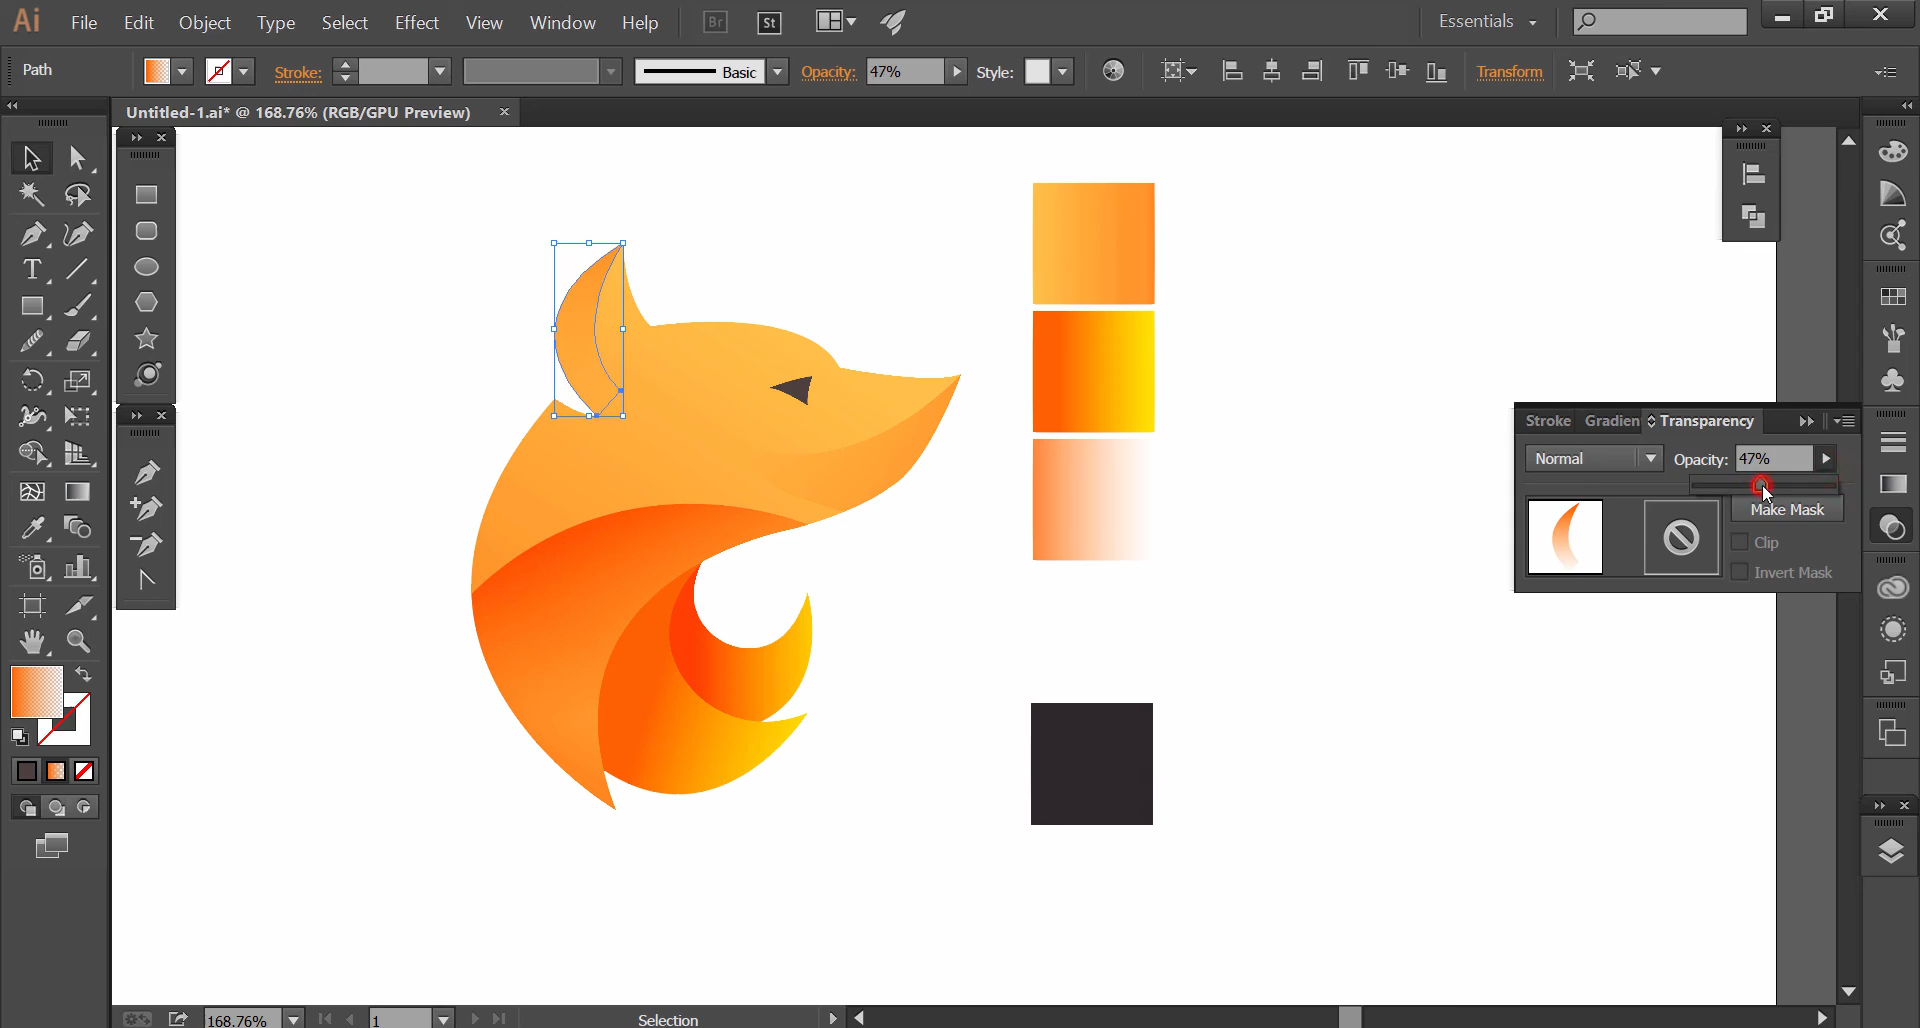 Ai File Edit Object Type Select Effect View Window Help Br St Essentials
Path Stroke: Basic Opacity: 47% Style: Transform
Untitled-1.ai* @ 168.76% (RGB/GPU Preview)
Stroke Gradien Transparency
Normal Opacity: 47%
Make Mask
Clip
Invert Mask
168.76% 1 Selection